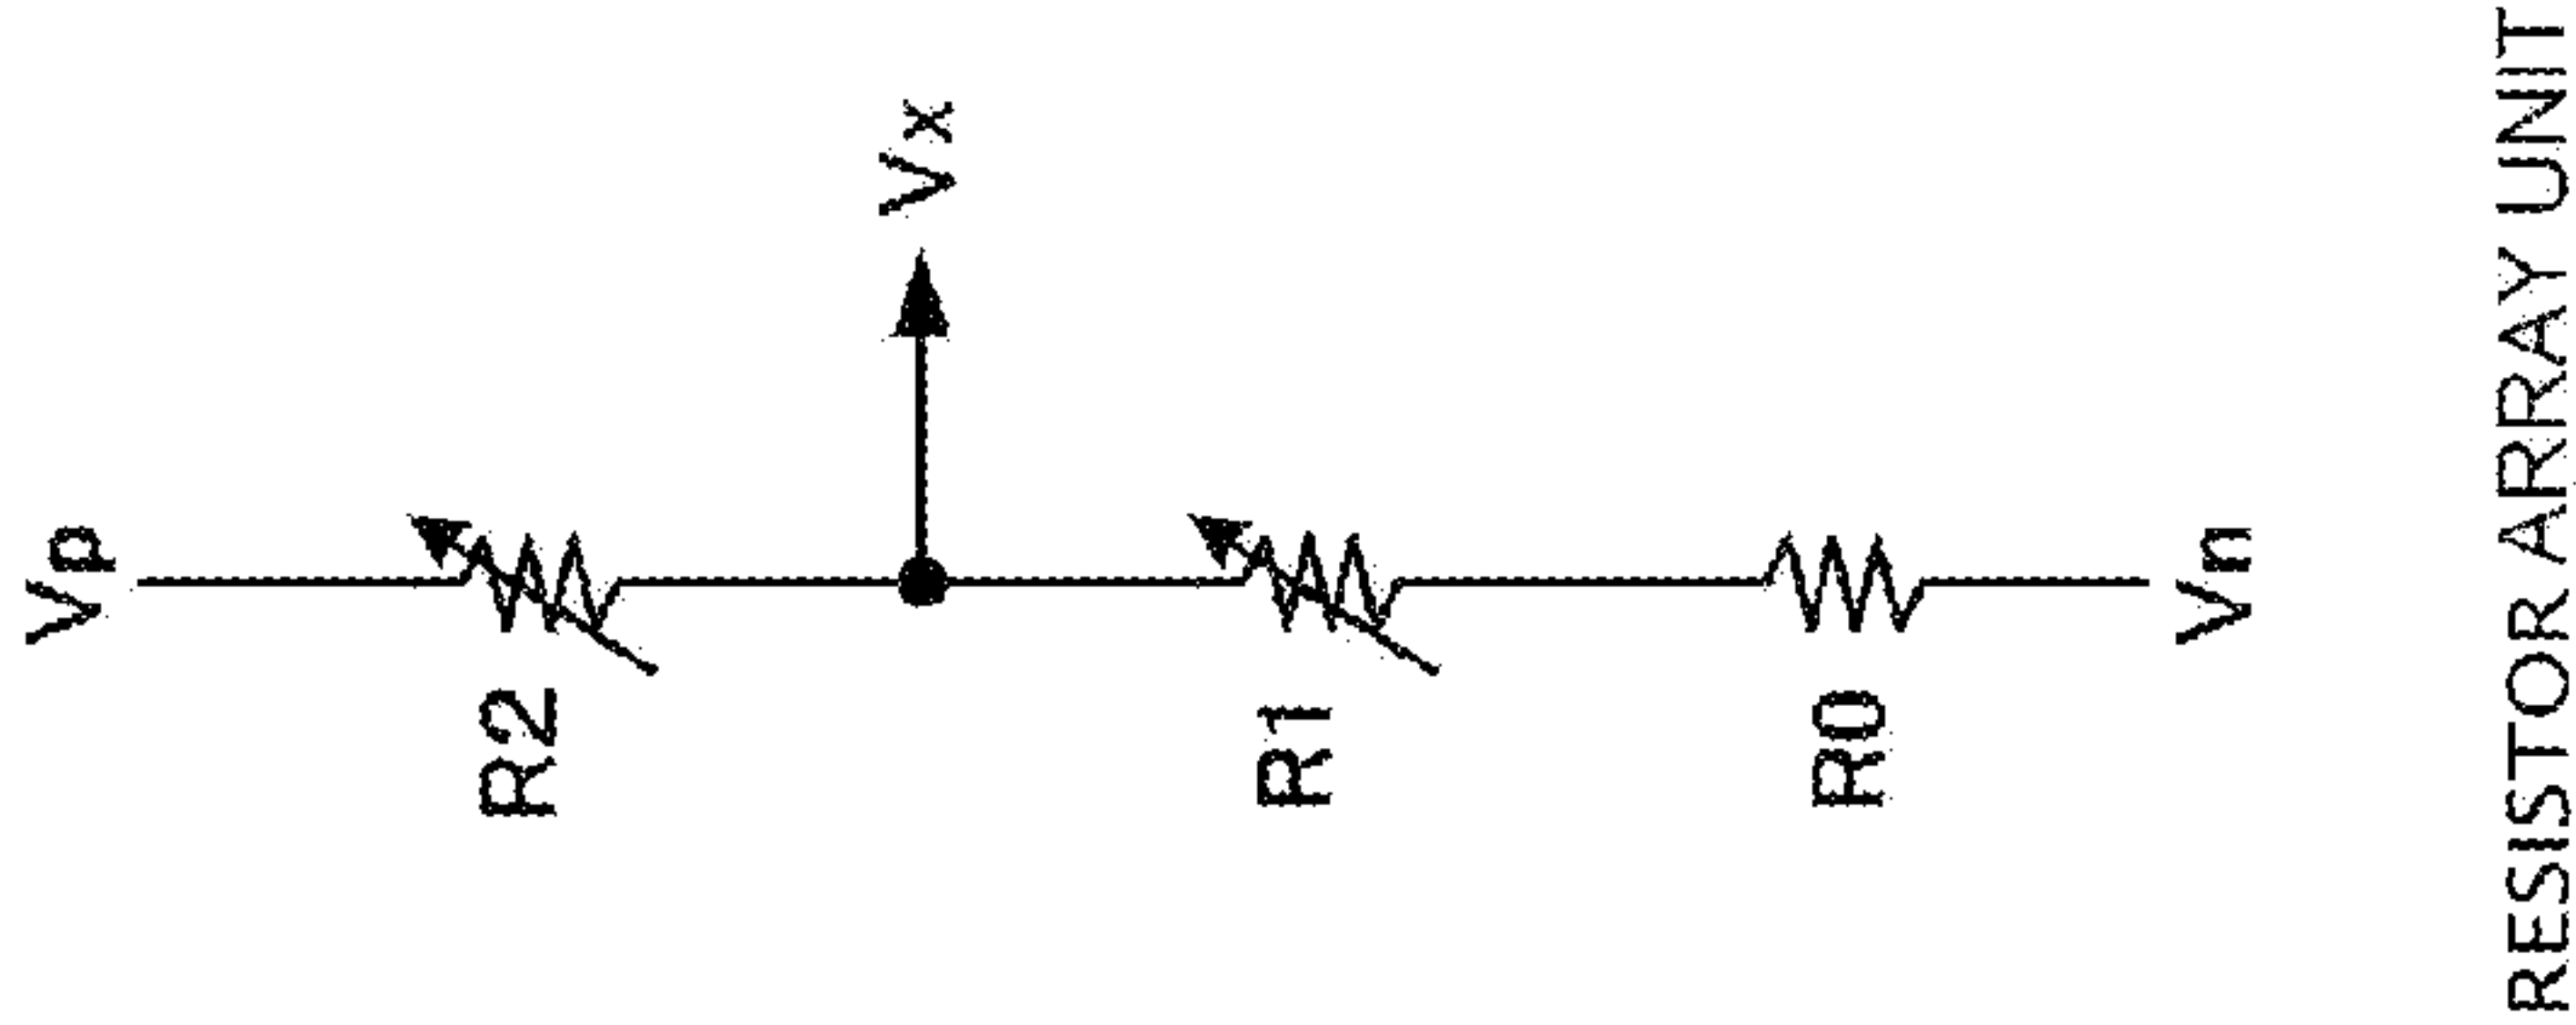 Vp
R2
Vx
R1
R0
Vn
RESISTOR ARRAY UNIT